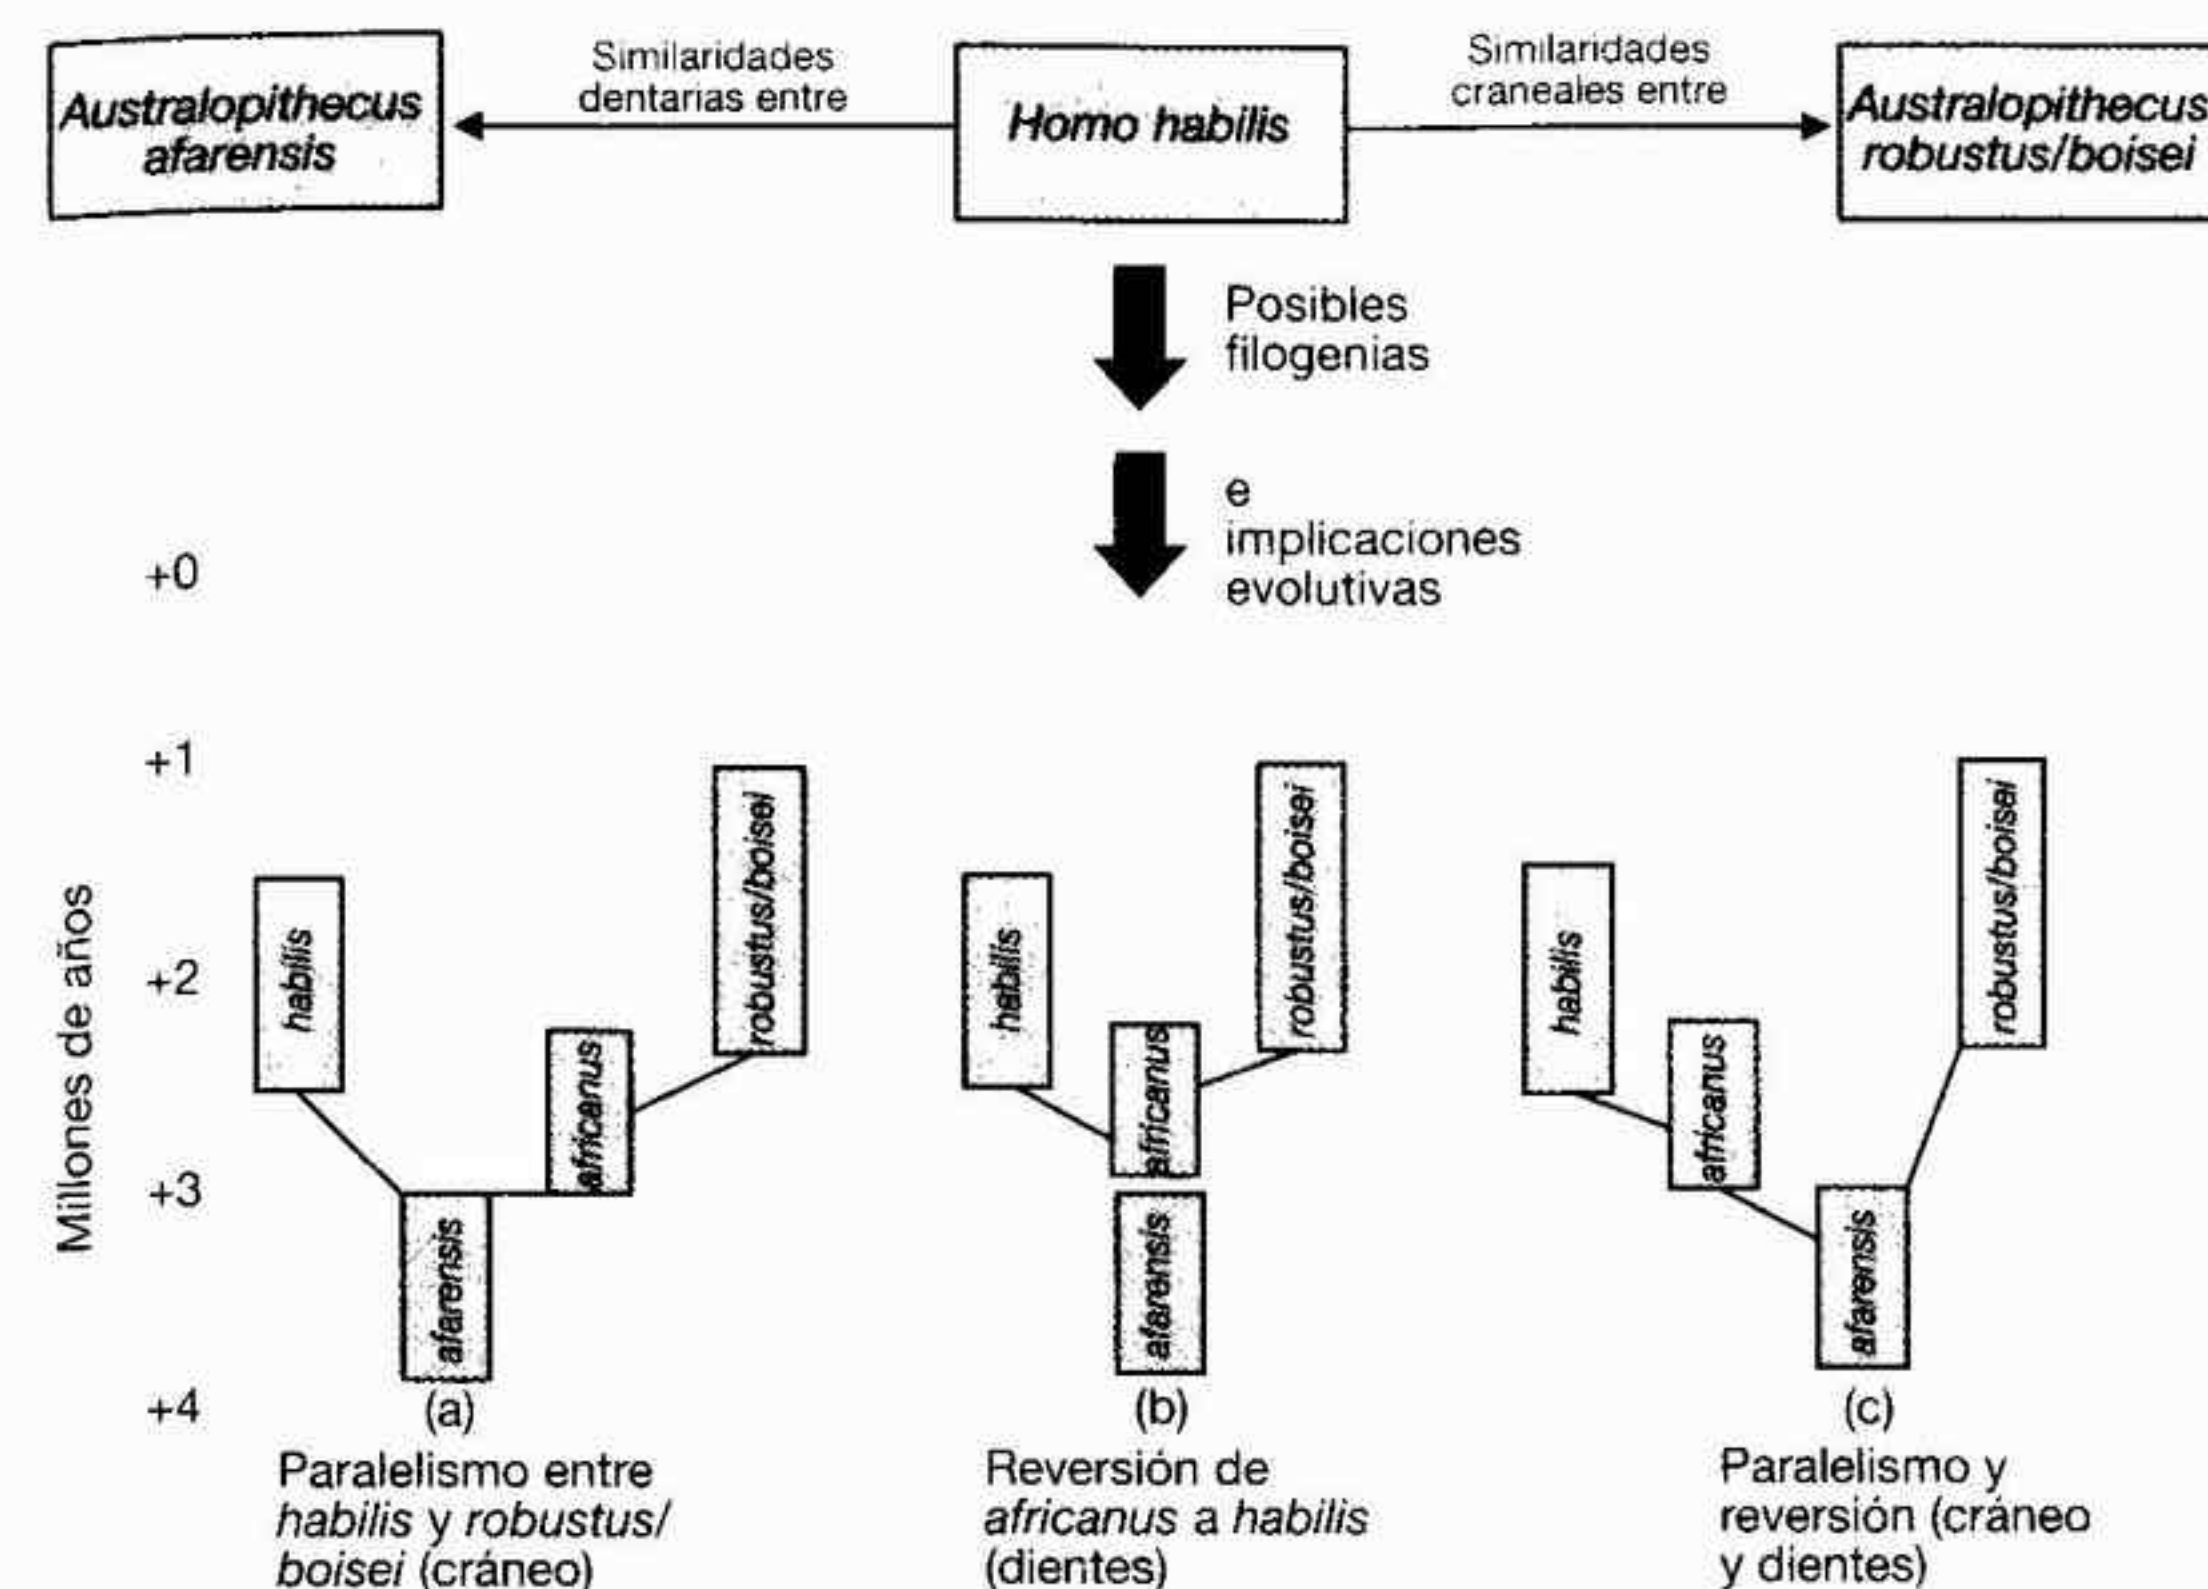 Australopithecus
afarensis
Similaridades
dentarias entre
Homo habilis
Similaridades
craneales entre
Australopithecus
robustus/boisei
Posibles
filogenias
e
implicaciones
evolutivas
Millones de años
+0
+1
+2
+3
+4
habilis
afarensis
africanus
robustus/boisei
(a)
Paralelismo entre
habilis y robustus/
boisei (cráneo)
habilis
africanus
afarensis
robustus/boisei
(b)
Reversión de
africanus a habilis
(dientes)
habilis
africanus
afarensis
robustus/boisei
(c)
Paralelismo y
reversión (cráneo
y dientes)